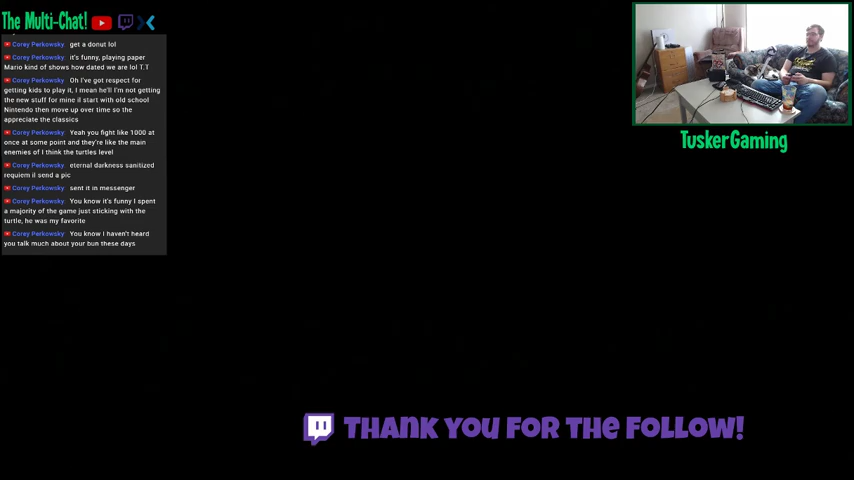 The Multi-Chat!
Corey Perkowsky: get a donut lol
Corey Perkowsky: it's funny, playing paper
Mario kind of shows how dated we are lol T.T
Corey Perkowsky: Oh I've got respect for
getting kids to play it, I mean he'll I'm not getting
the new stuff for mine il start with old school
Nintendo then move up over time so the
appreciate the classics
Corey Perkowsky: Yeah you fight like 1000 at
once at some point and they're like the main
enemies of I think the turtles level
Corey Perkowsky: eternal darkness sanitized
requiem il send a pic
Corey Perkowsky: sent it in messenger
Corey Perkowsky: You know it's funny I spent
a majority of the game just sticking with the
turtle, he was my favorite
Corey Perkowsky: You know I haven't heard
you talk much about your bun these days
TuskerGaming
THANK YOU FOR THE FOLLOW!